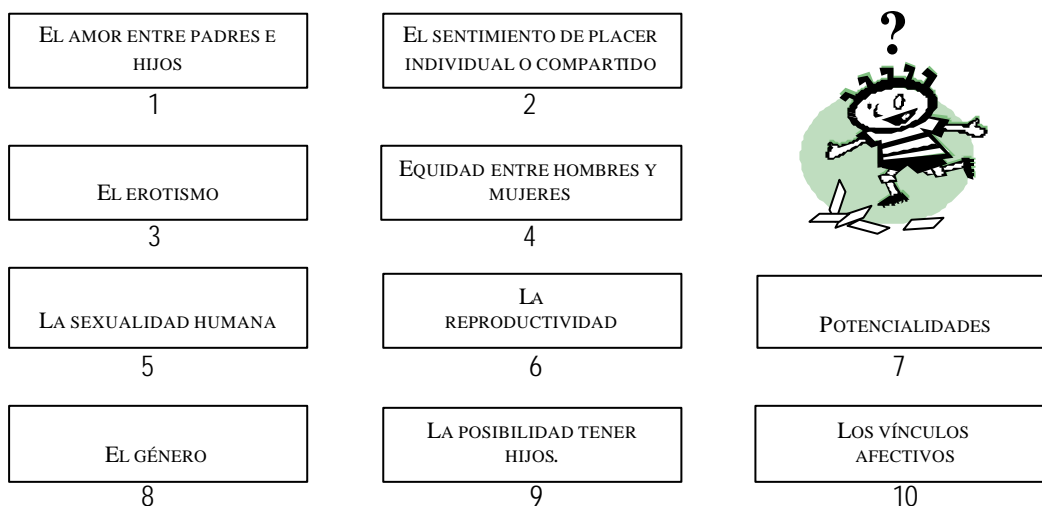 EL AMOR ENTRE PADRES E
HIJOS
1
EL SENTIMIENTO DE PLACER
INDIVIDUAL O COMPARTIDO
2
?
EL EROTISMO
3
EQUIDAD ENTRE HOMBRES Y
MUJERES
4
LA SEXUALIDAD HUMANA
5
LA
REPRODUCTIVIDAD
6
POTENCIALIDADES
7
EL GÉNERO
8
LA POSIBILIDAD TENER
HIJOS.
9
LOS VÍNCULOS
AFECTIVOS
10